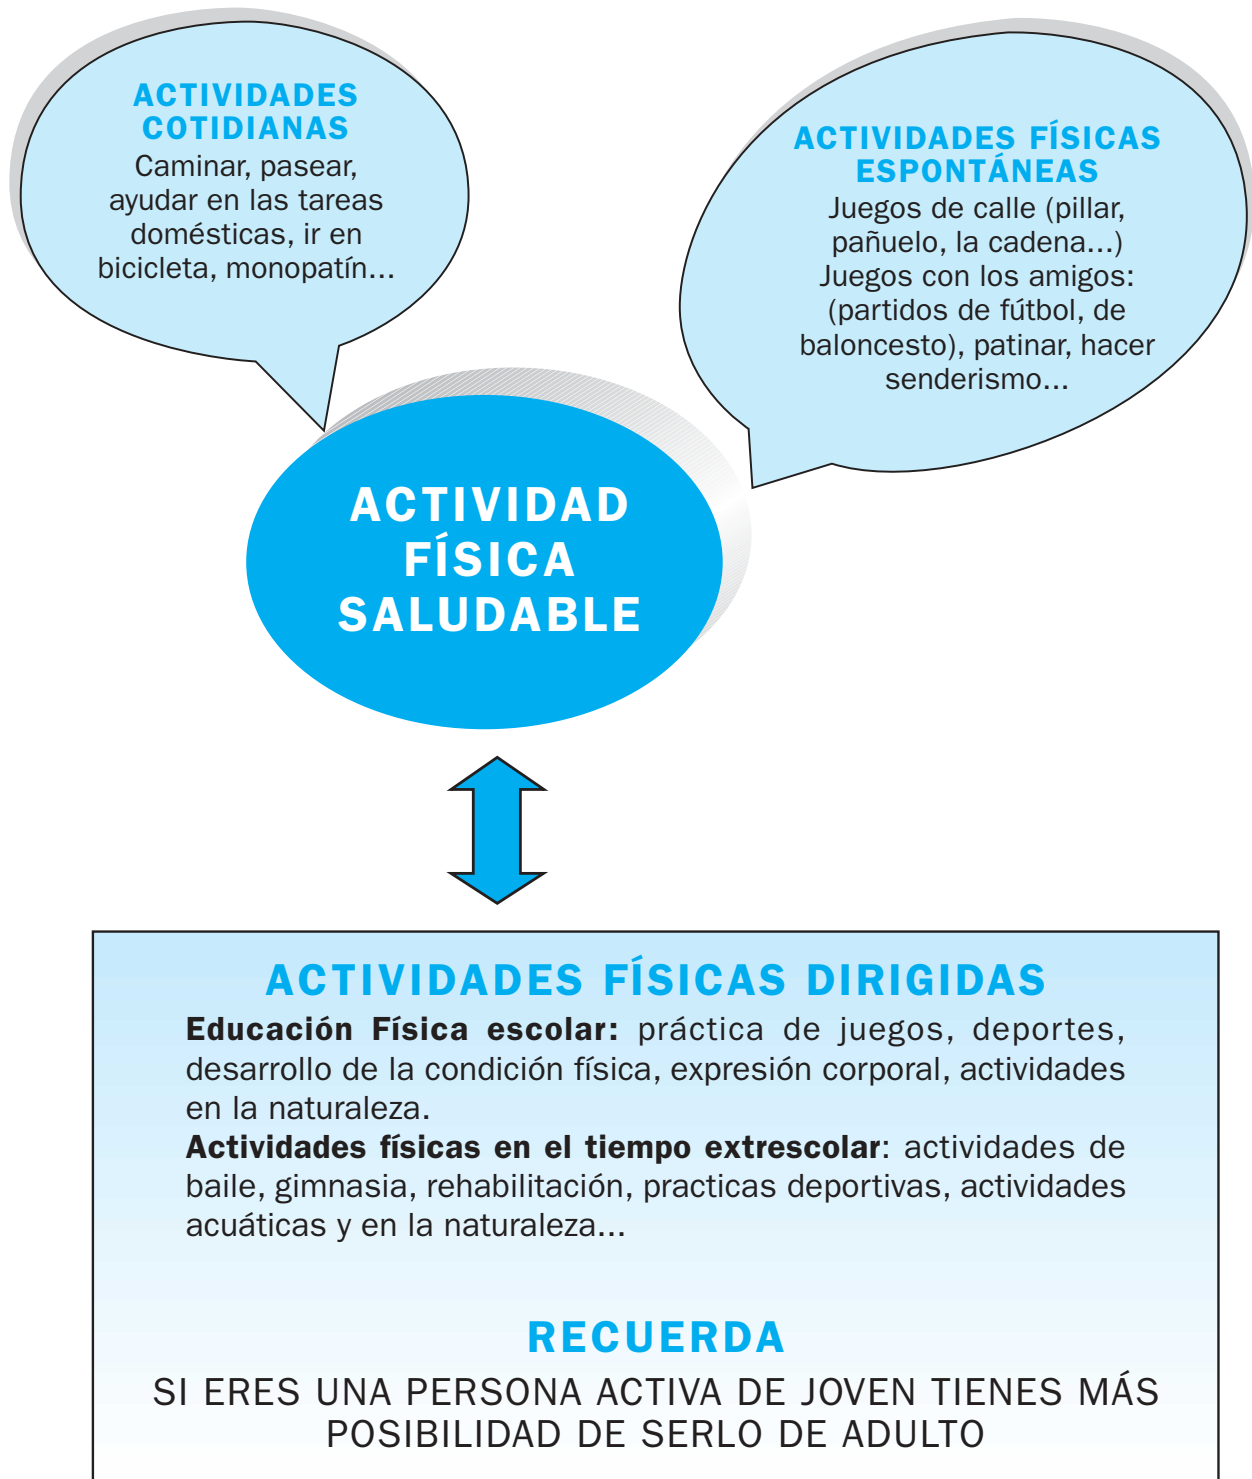 ACTIVIDADES
COTIDIANAS
Caminar, pasear,
ayudar en las tareas
domésticas, ir en
bicicleta, monopatín...
ACTIVIDADES FÍSICAS
ESPONTÁNEAS
Juegos de calle (pillar,
pañuelo, la cadena...)
Juegos con los amigos:
(partidos de fútbol, de
baloncesto), patinar, hacer
senderismo...
ACTIVIDAD
FÍSICA
SALUDABLE
ACTIVIDADES FÍSICAS DIRIGIDAS
Educación Física escolar: práctica de juegos, deportes,
desarrollo de la condición física, expresión corporal, actividades
en la naturaleza.
Actividades físicas en el tiempo extrescolar: actividades de
baile, gimnasia, rehabilitación, practicas deportivas, actividades
acuáticas y en la naturaleza...
RECUERDA
SI ERES UNA PERSONA ACTIVA DE JOVEN TIENES MÁS
POSIBILIDAD DE SERLO DE ADULTO